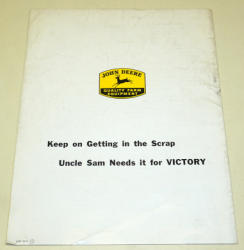 JOHN DEERE
QUALITY FARM
EQUIPMENT
Keep on Getting in the Scrap
Uncle Sam Needs it for VICTORY